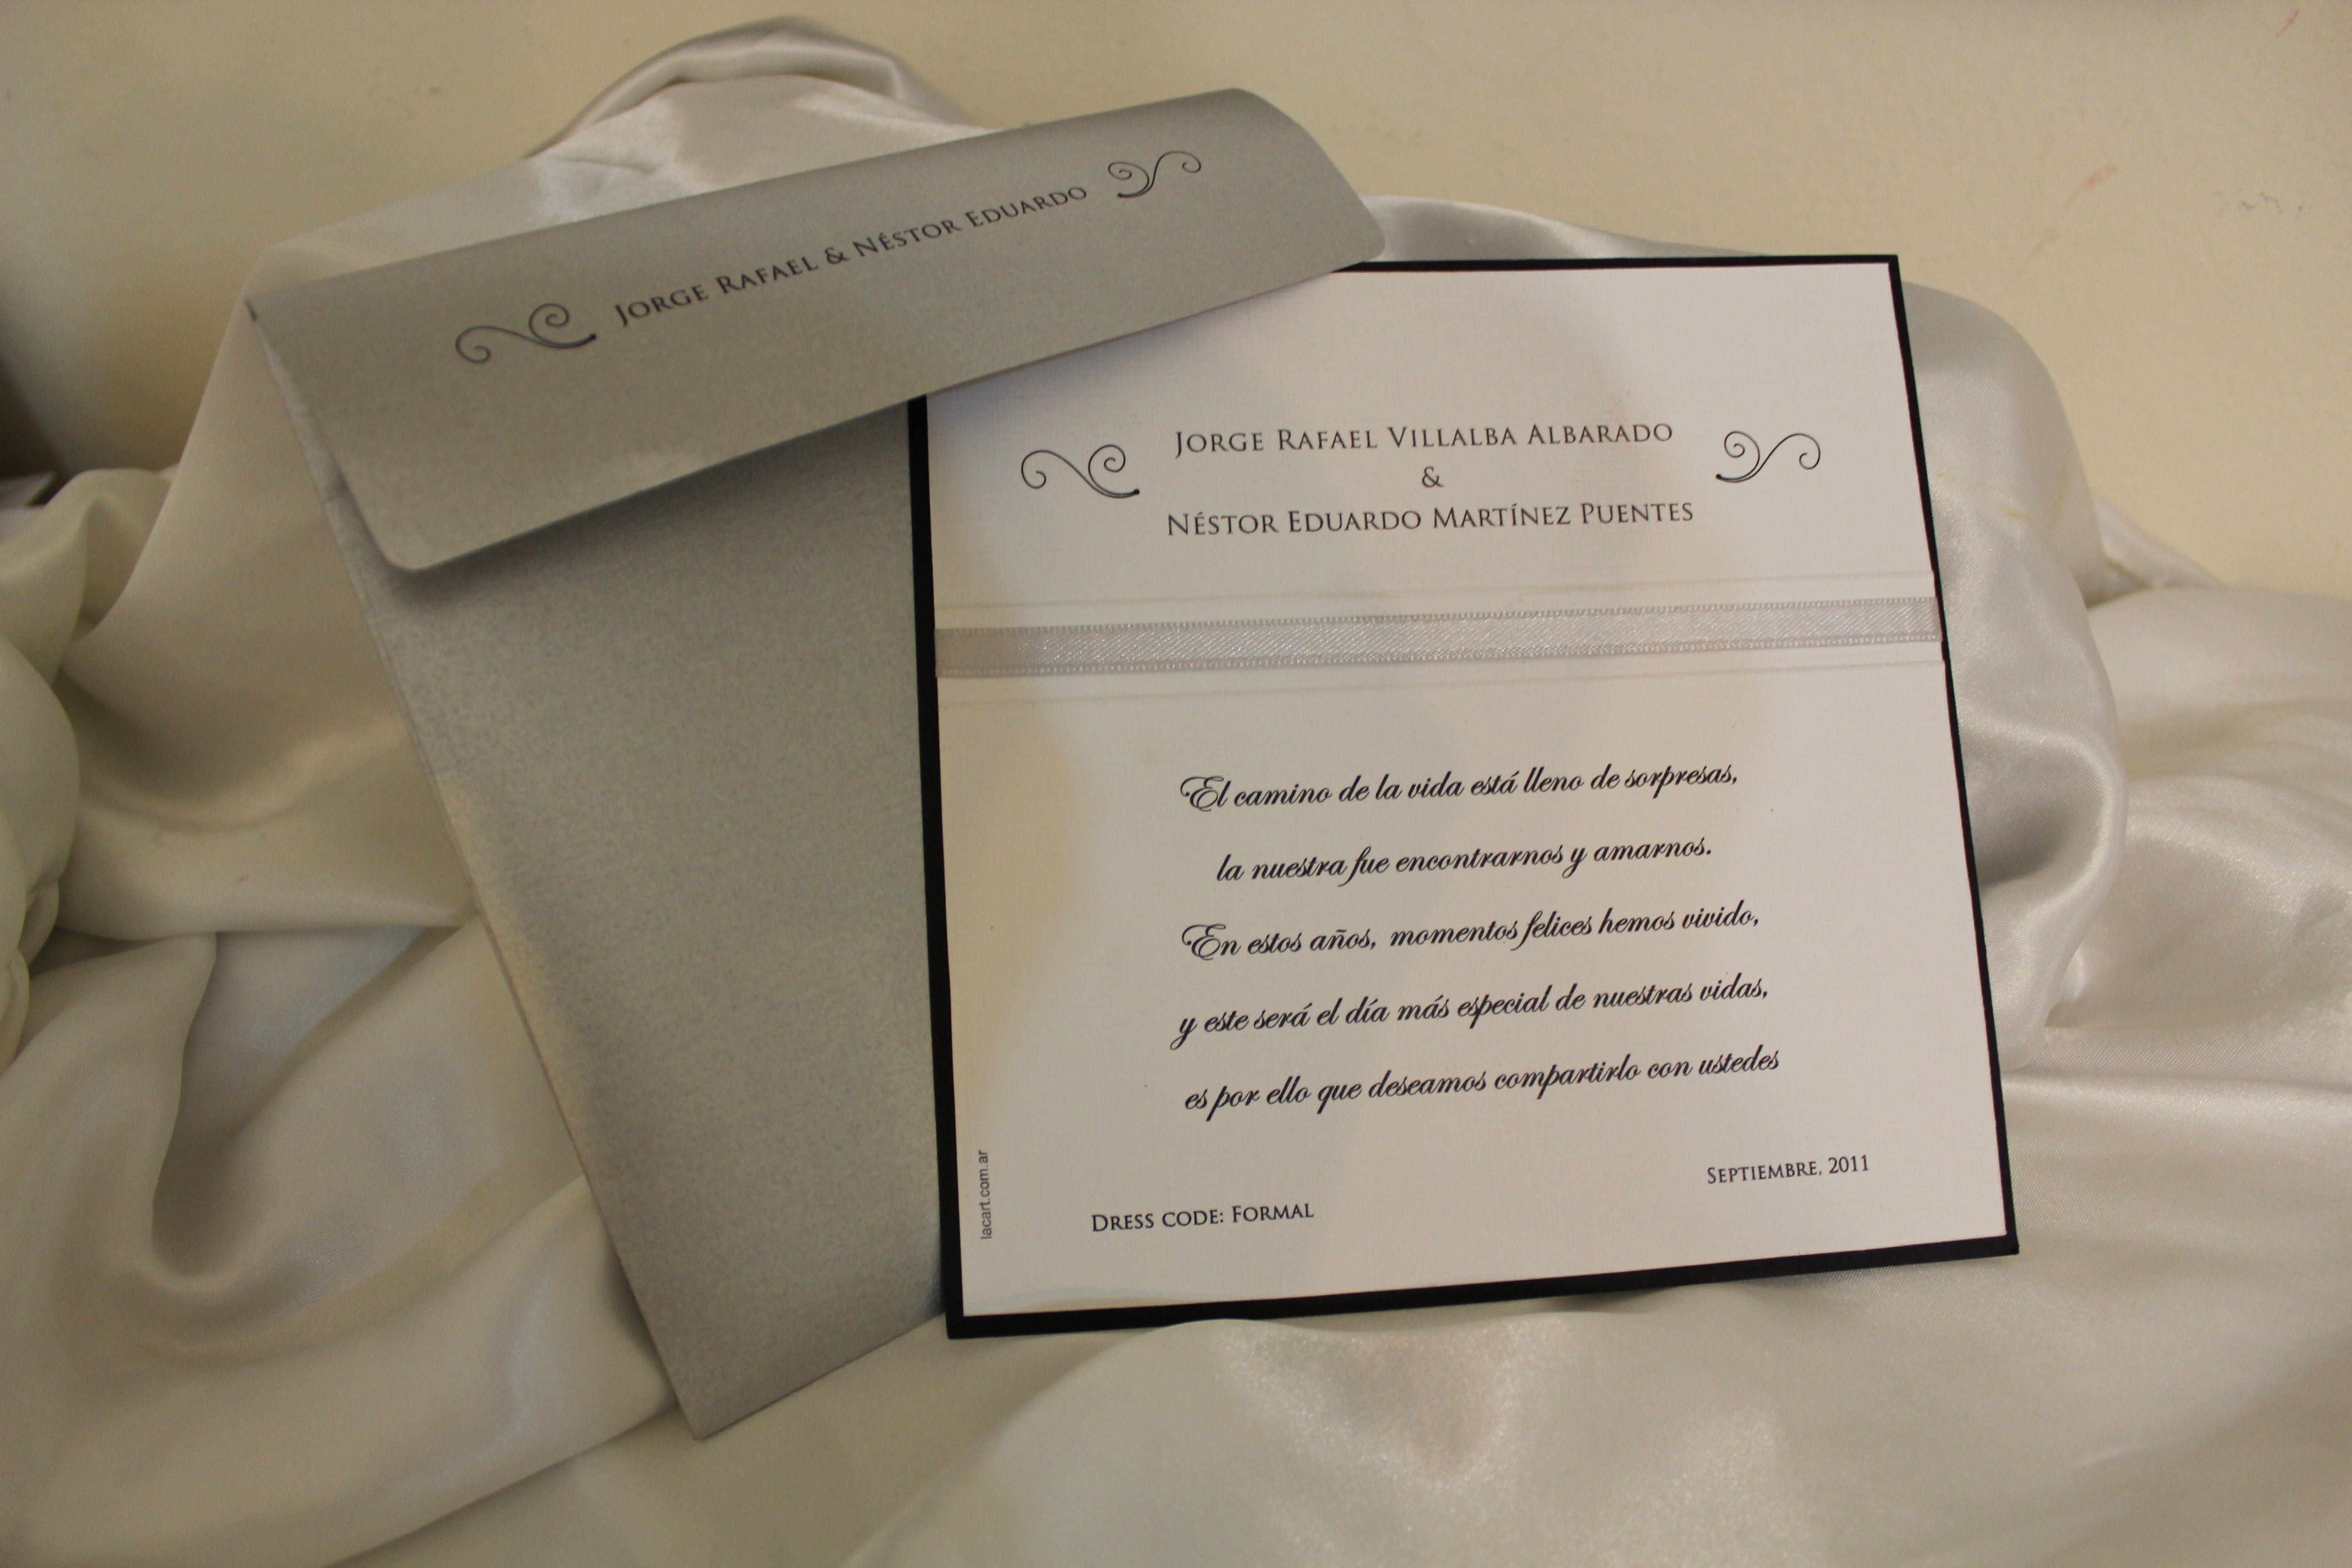 Jorge Rafael & Néstor Eduardo
Jorge Rafael Villalba Albarado
&
Néstor Eduardo Martínez Puentes
El camino de la vida está lleno de sorpresas,
la nuestra fue encontrarnos y amarnos.
En estos años, momentos felices hemos vivido,
y este será el día más especial de nuestras vidas,
es por ello que deseamos compartirlo con ustedes
Septiembre, 2011
Dress code: Formal
lacart.com.ar